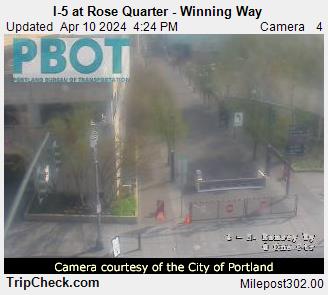 I-5 at Rose Quarter - Winning Way
Updated Apr 10 2024 4:24 PM Camera 4
PBOT
PORTLAND BUREAU OF TRANSPORTATION
Camera courtesy of the City of Portland
TripCheck.com Milepost302.00